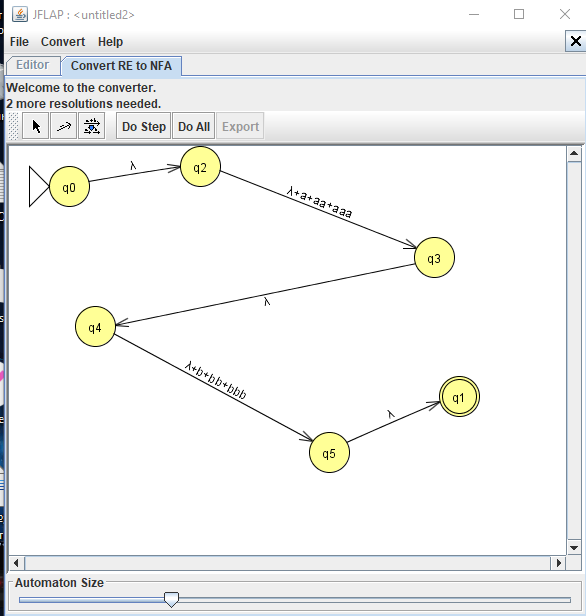 JFLAP : <untitled2>
File Convert Help
Editor Convert RE to NFA
Welcome to the converter.
2 more resolutions needed.
Do Step Do All Export
q0
λ
q2
λ+a+aa+aaa
q3
λ
q4
λ+b+bb+bbb
q1
λ
q5
Automaton Size